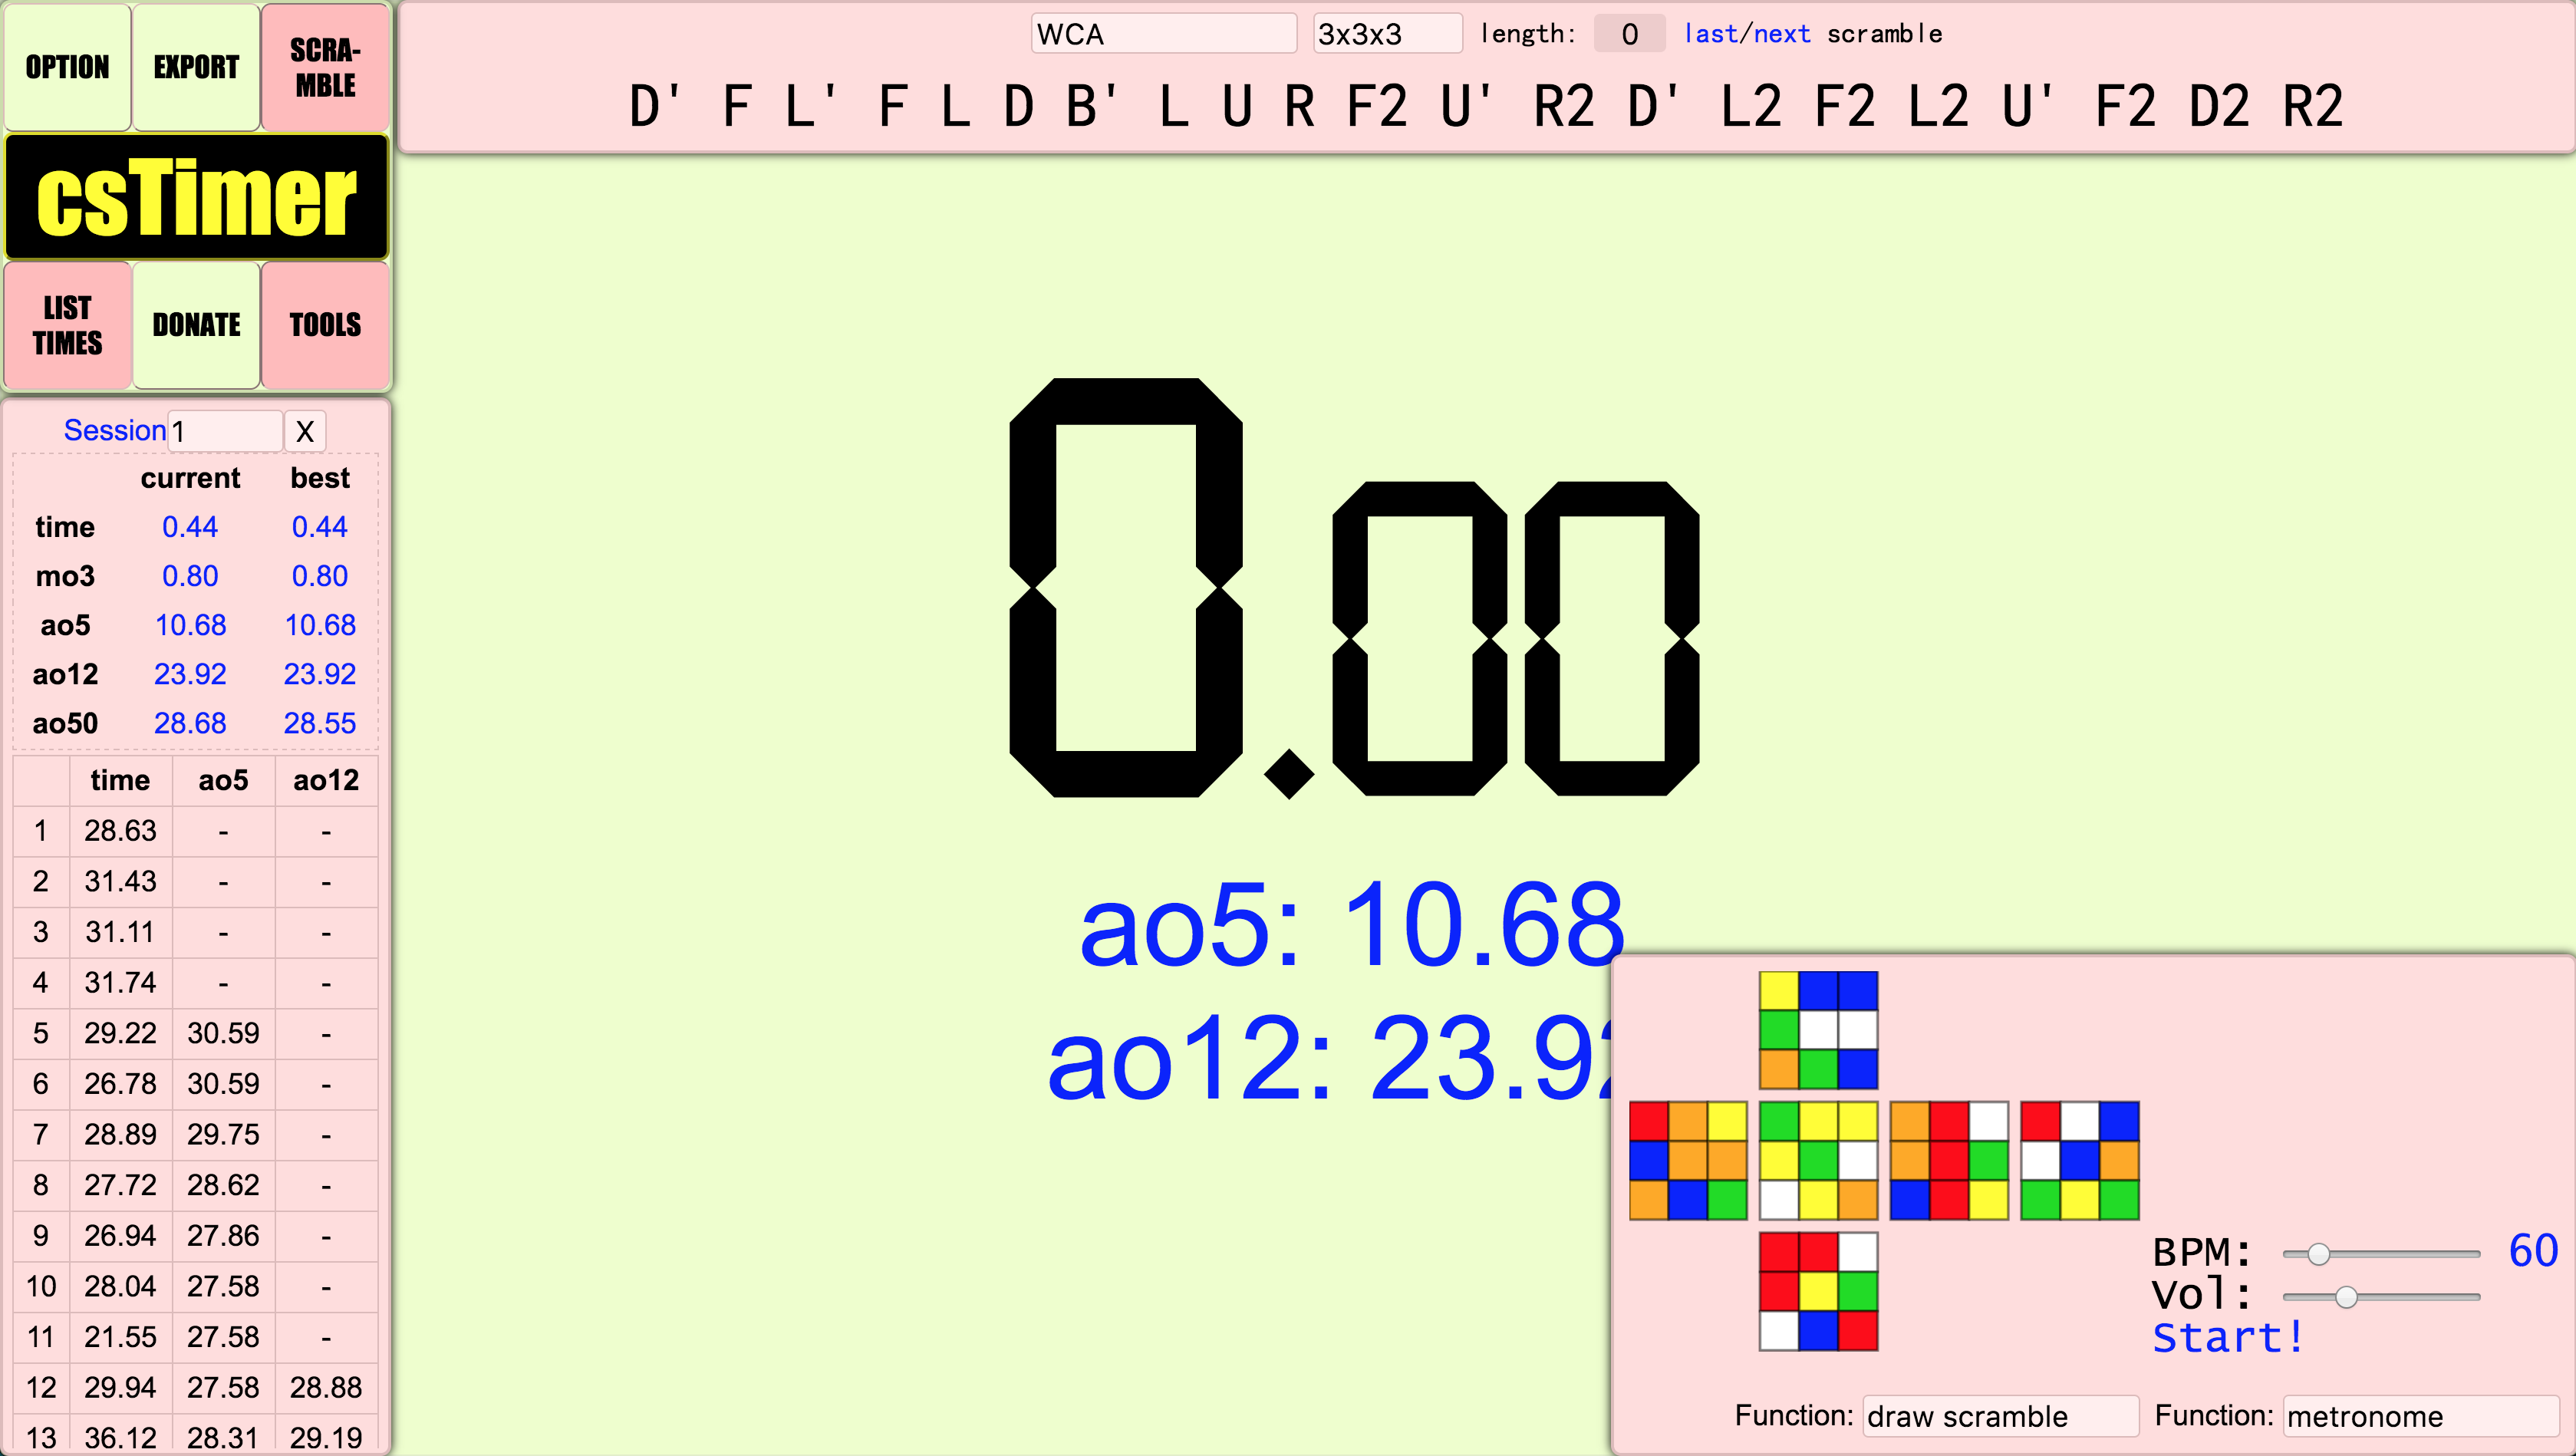 OPTION EXPORT SCRA-
MBLE
csTimer
LIST
TIMES DONATE TOOLS
WCA 3x3x3 length: 0 last/next scramble
D' F L' F L D B' L U R F2 U' R2 D' L2 F2 L2 U' F2 D2 R2
Session 1 X
current best
time 0.44 0.44
mo3 0.80 0.80
ao5 10.68 10.68
ao12 23.92 23.92
ao50 28.68 28.55
time ao5 ao12
1 28.63 - -
2 31.43 - -
3 31.11 - -
4 31.74 - -
5 29.22 30.59 -
6 26.78 30.59 -
7 28.89 29.75 -
8 27.72 28.62 -
9 26.94 27.86 -
10 28.04 27.58 -
11 21.55 27.58 -
12 29.94 27.58 28.88
13 36.12 28.31 29.19
0.00
ao5: 10.68
ao12: 23.92
BPM: 60
Vol:
Start!
Function: draw scramble Function: metronome